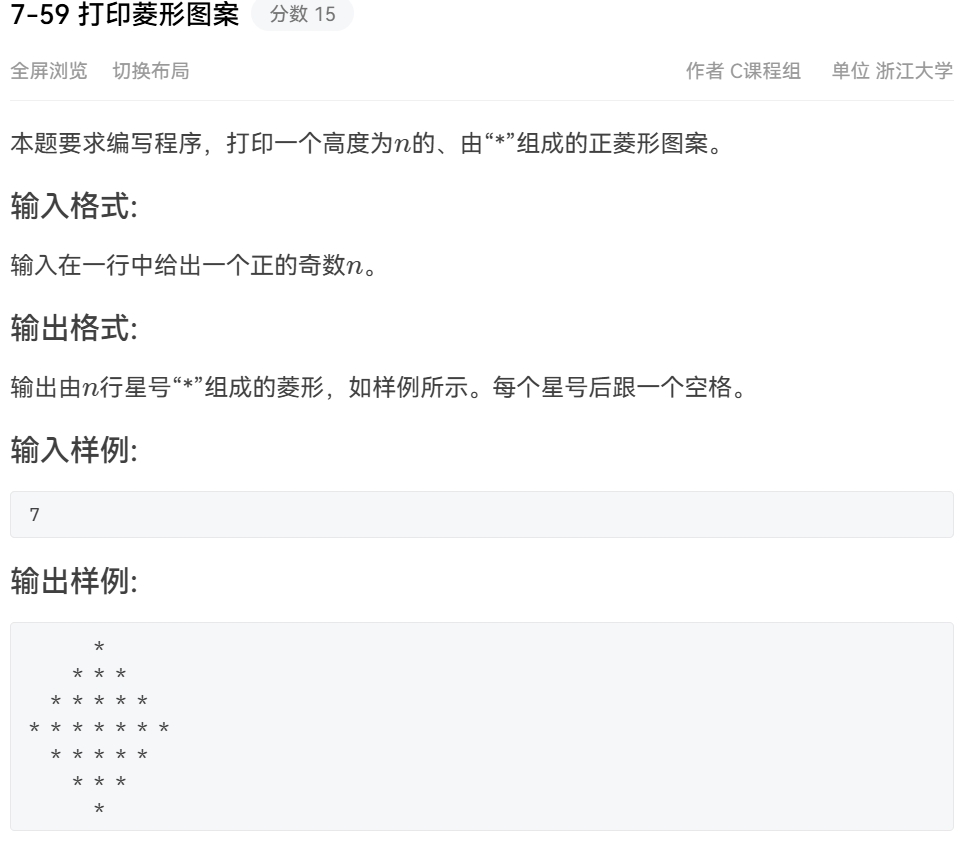 7-59 打印菱形图案 分数 15
全屏浏览 切换布局 作者 C课程组 单位 浙江大学
本题要求编写程序，打印一个高度为n的、由“*”组成的正菱形图案。
输入格式:
输入在一行中给出一个正的奇数n。
输出格式:
输出由n行星号“*”组成的菱形，如样例所示。每个星号后跟一个空格。
输入样例:
7
输出样例:
      *
    * * *
  * * * * *
* * * * * * *
  * * * * *
    * * *
      *